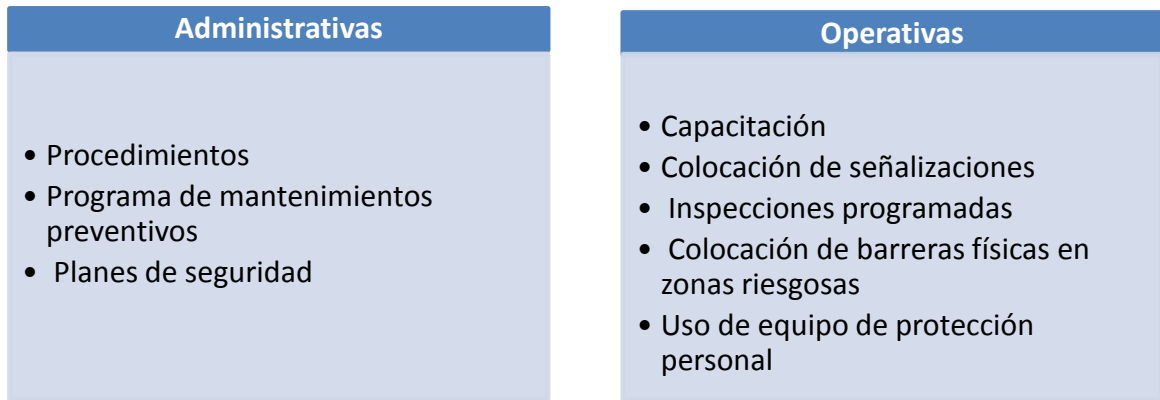 Administrativas
• Procedimientos
• Programa de mantenimientos
preventivos
• Planes de seguridad
Operativas
• Capacitación
• Colocación de señalizaciones
• Inspecciones programadas
• Colocación de barreras físicas en
zonas riesgosas
• Uso de equipo de protección
personal